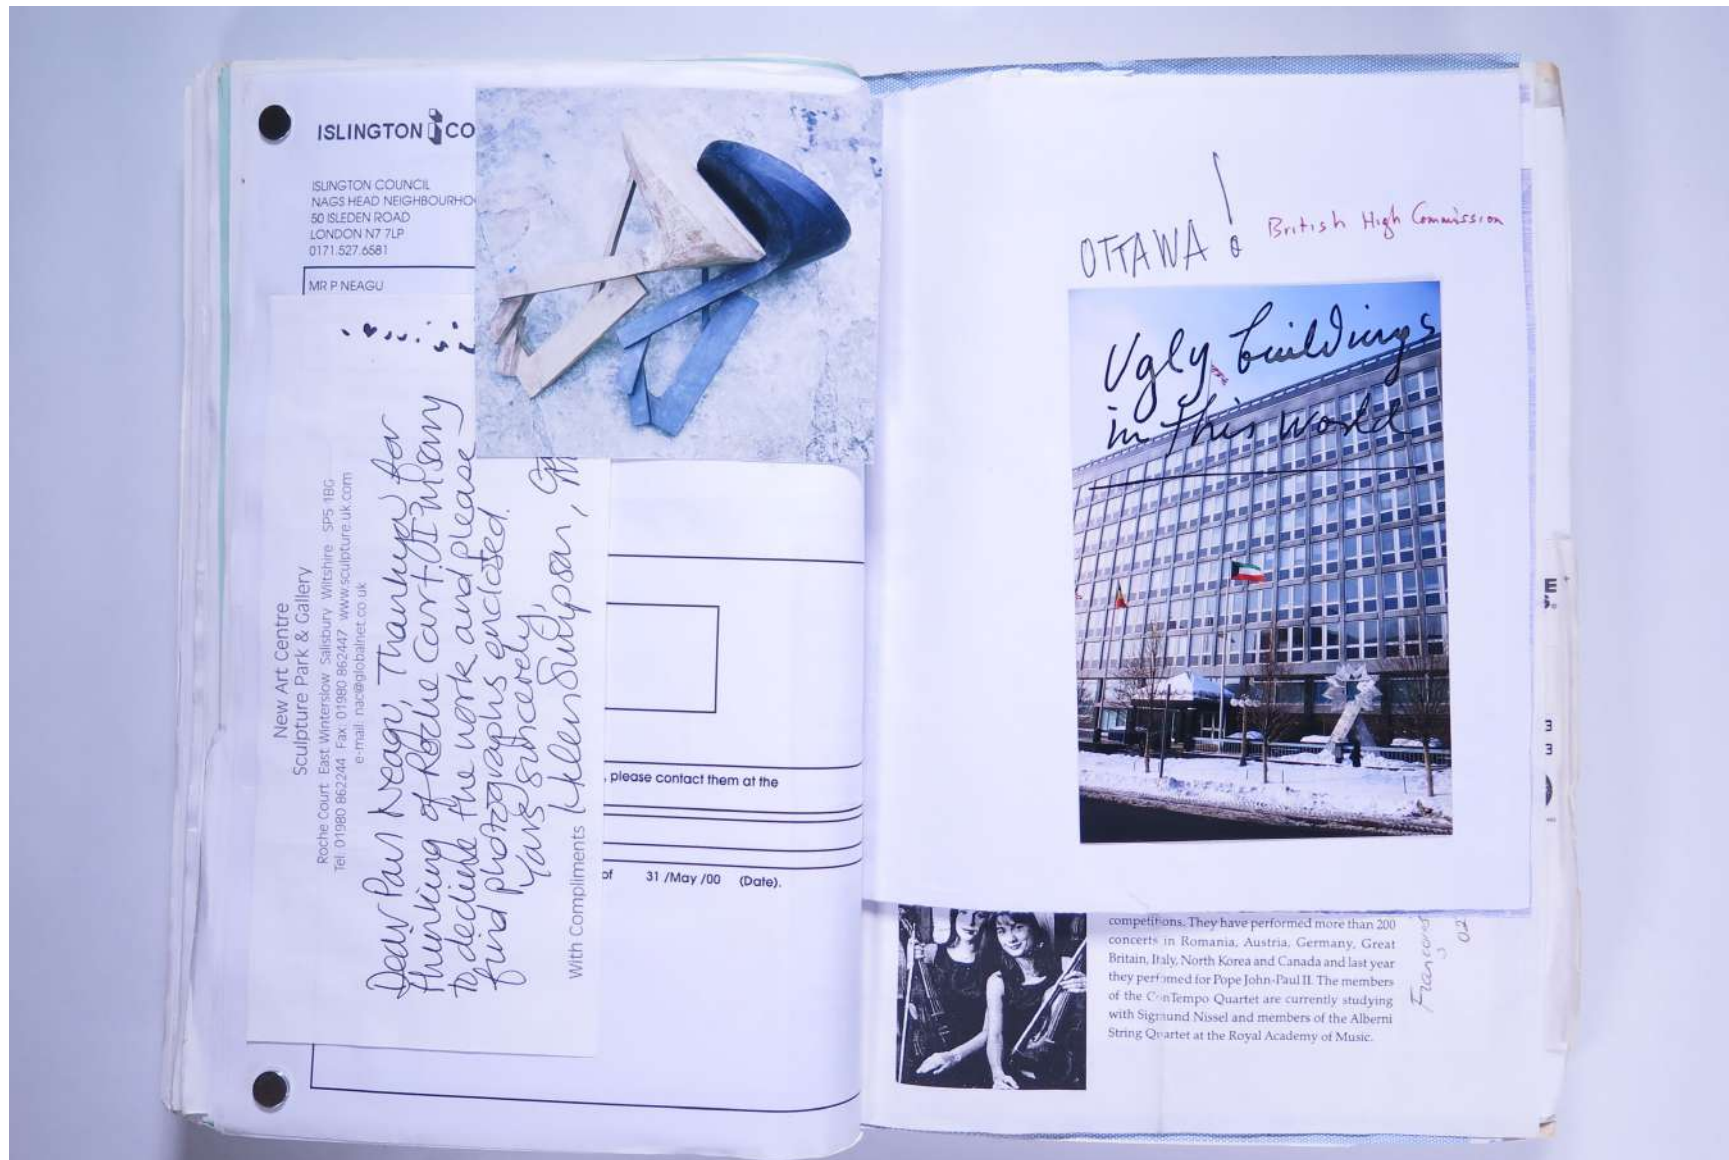 ISLINGTON CO
ISLINGTON COUNCIL
NAGS HEAD NEIGHBOURHO
50 ISLEDEN ROAD
LONDON N7 7LP
0171.527.6581
MR P NEAGU
New Art Centre
Sculpture Park & Gallery
Roche Court East Winterslow Salisbury Wiltshire SP5 1BG
Tel: 01980 862244 Fax: 01980 862447 www.sculpture.uk.com
e-mail: nac@globalnet.co.uk
Dear Paul Neagu, Thankyou for
thinking of Roche Court. I'm sorry
to decline the work and please
find photographs enclosed.
Yours sincerely,
With Compliments Helen Simpson,
, please contact them at the
of 31 /May /00 (Date).
OTTAWA!
British High Commission
Ugly buildings
in this world
competitions. They have performed more than 200
concerts in Romania, Austria, Germany, Great
Britain, Italy, North Korea and Canada and last year
they perfomed for Pope John-Paul II. The members
of the ConTempo Quartet are currently studying
with Sigmund Nissel and members of the Alberni
String Quartet at the Royal Academy of Music.
02
E
3
3